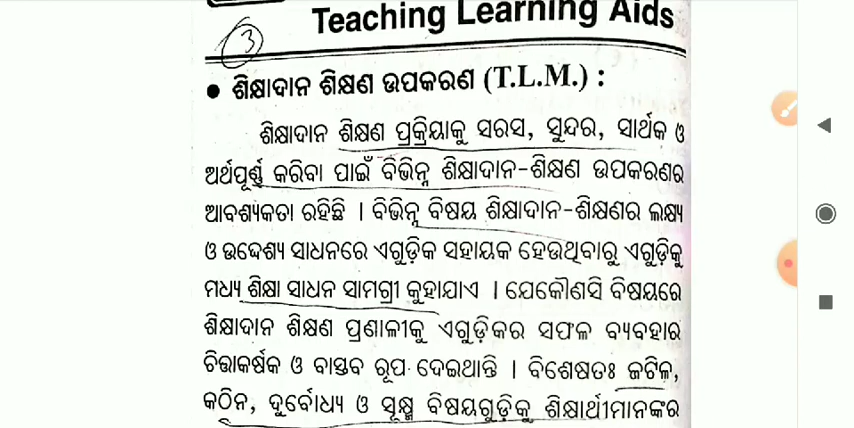 Teaching Learning Aids
3
● ଶିକ୍ଷାଦାନ ଶିକ୍ଷଣ ଉପକରଣ (T.L.M.) :
ଶିକ୍ଷାଦାନ ଶିକ୍ଷଣ ପ୍ରକ୍ରିୟାକୁ ସରସ, ସୁନ୍ଦର, ସାର୍ଥକ ଓ
ଅର୍ଥପୂର୍ଣ୍ଣ କରିବା ପାଇଁ ବିଭିନ୍ନ ଶିକ୍ଷାଦାନ-ଶିକ୍ଷଣ ଉପକରଣର
ଆବଶ୍ୟକତା ରହିଛି । ବିଭିନ୍ନ ବିଷୟ ଶିକ୍ଷାଦାନ-ଶିକ୍ଷଣର ଲକ୍ଷ୍ୟ
ଓ ଉଦ୍ଦେଶ୍ୟ ସାଧନରେ ଏଗୁଡ଼ିକ ସହାୟକ ହେଉଥିବାରୁ ଏଗୁଡ଼ିକୁ
ମଧ୍ୟ ଶିକ୍ଷା ସାଧନ ସାମଗ୍ରୀ କୁହାଯାଏ । ଯେକୌଣସି ବିଷୟରେ
ଶିକ୍ଷାଦାନ ଶିକ୍ଷଣ ପ୍ରଣାଳୀକୁ ଏଗୁଡ଼ିକର ସଫଳ ବ୍ୟବହାର
ଚିତ୍ତାକର୍ଷକ ଓ ବାସ୍ତବ ରୂପ ଦେଇଥାନ୍ତି । ବିଶେଷତଃ ଜଟିଳ,
କଠିନ, ଦୁର୍ବୋଧ୍ୟ ଓ ସୂକ୍ଷ୍ମ ବିଷୟଗୁଡ଼ିକୁ ଶିକ୍ଷାର୍ଥୀମାନଙ୍କର